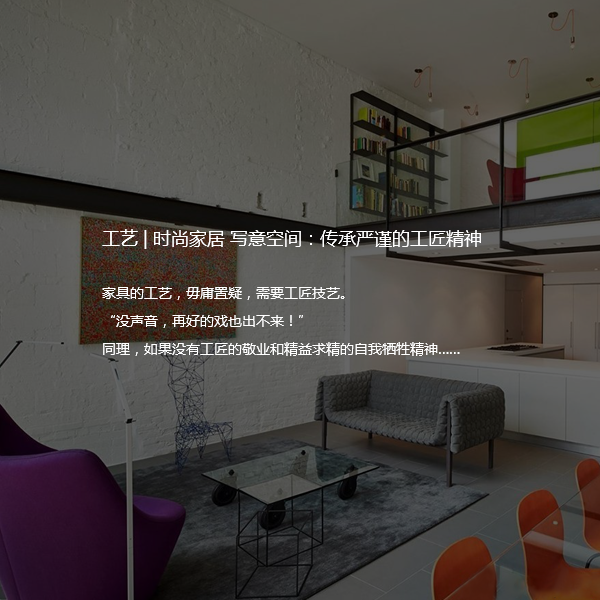 工艺 | 时尚家居 写意空间：传承严谨的工匠精神
家具的工艺，毋庸置疑，需要工匠技艺。
“没声音，再好的戏也出不来！”
同理，如果没有工匠的敬业和精益求精的自我牺牲精神......